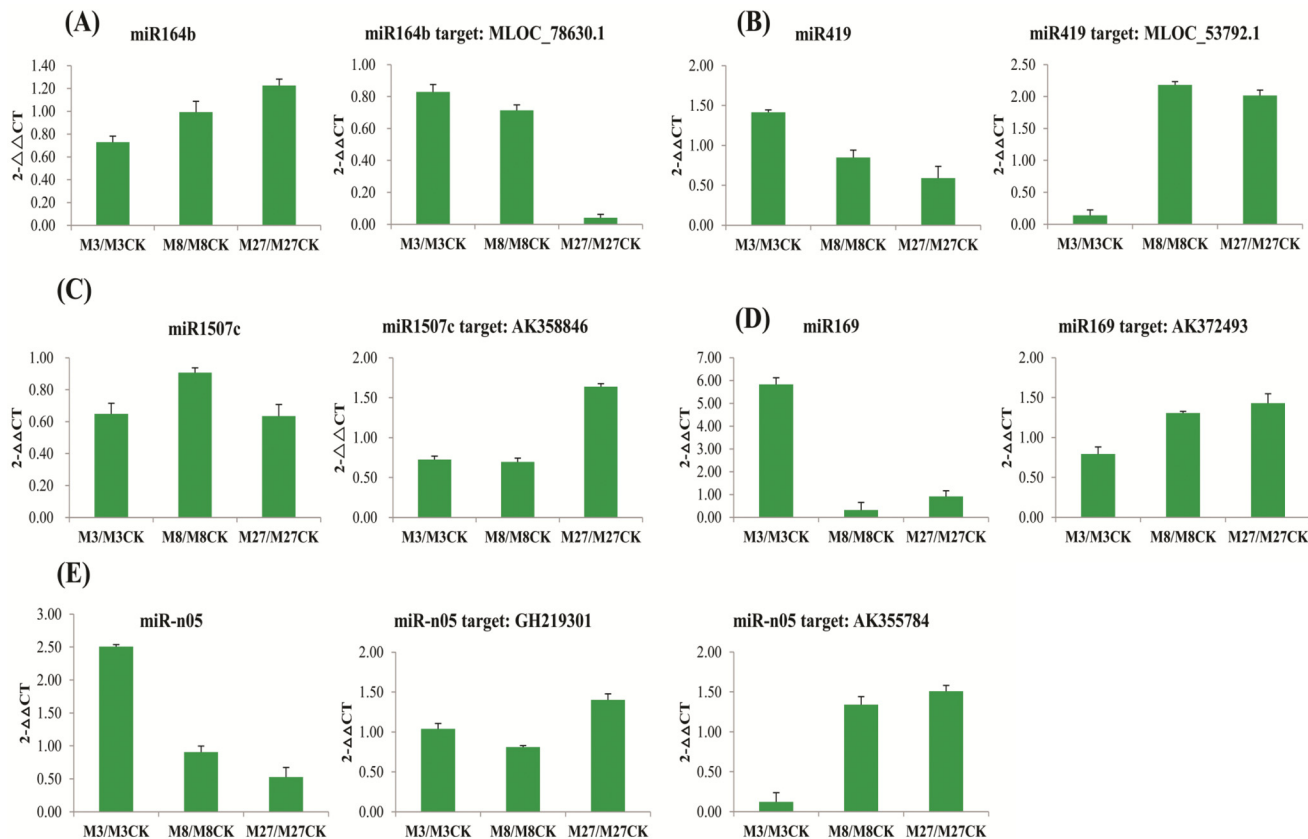 (A)
miR164b
2-△△CT
1.40
1.20
1.00
0.80
0.60
0.40
0.20
0.00
M3/M3CK M8/M8CK M27/M27CK
miR164b target: MLOC_78630.1
2-ΔΔCT
0.80
0.60
0.40
0.20
0.00
M3/M3CK M8/M8CK M27/M27CK
(B)
miR419
2-ΔΔCT
2.00
1.50
1.00
0.50
0.00
M3/M3CK M8/M8CK M27/M27CK
miR419 target: MLOC_53792.1
2-ΔΔCT
2.50
2.00
1.50
1.00
0.50
0.00
M3/M3CK M8/M8CK M27/M27CK
(C)
miR1507c
2-ΔΔCT
1.00
0.80
0.60
0.40
0.20
0.00
M3/M3CK M8/M8CK M27/M27CK
miR1507c target: AK358846
2-△△CT
2.00
1.50
1.00
0.50
0.00
M3/M3CK M8/M8CK M27/M27CK
(D)
miR169
2-ΔΔCT
7.00
6.00
5.00
4.00
3.00
2.00
1.00
0.00
M3/M3CK M8/M8CK M27/M27CK
miR169 target: AK372493
2-ΔΔCT
2.00
1.50
1.00
0.50
0.00
M3/M3CK M8/M8CK M27/M27CK
(E)
miR-n05
2-ΔΔCT
3.00
2.50
2.00
1.50
1.00
0.50
0.00
M3/M3CK M8/M8CK M27/M27CK
miR-n05 target: GH219301
2-ΔΔCT
2.00
1.50
1.00
0.50
0.00
M3/M3CK M8/M8CK M27/M27CK
miR-n05 target: AK355784
2-ΔΔCT
2.00
1.50
1.00
0.50
0.00
M3/M3CK M8/M8CK M27/M27CK